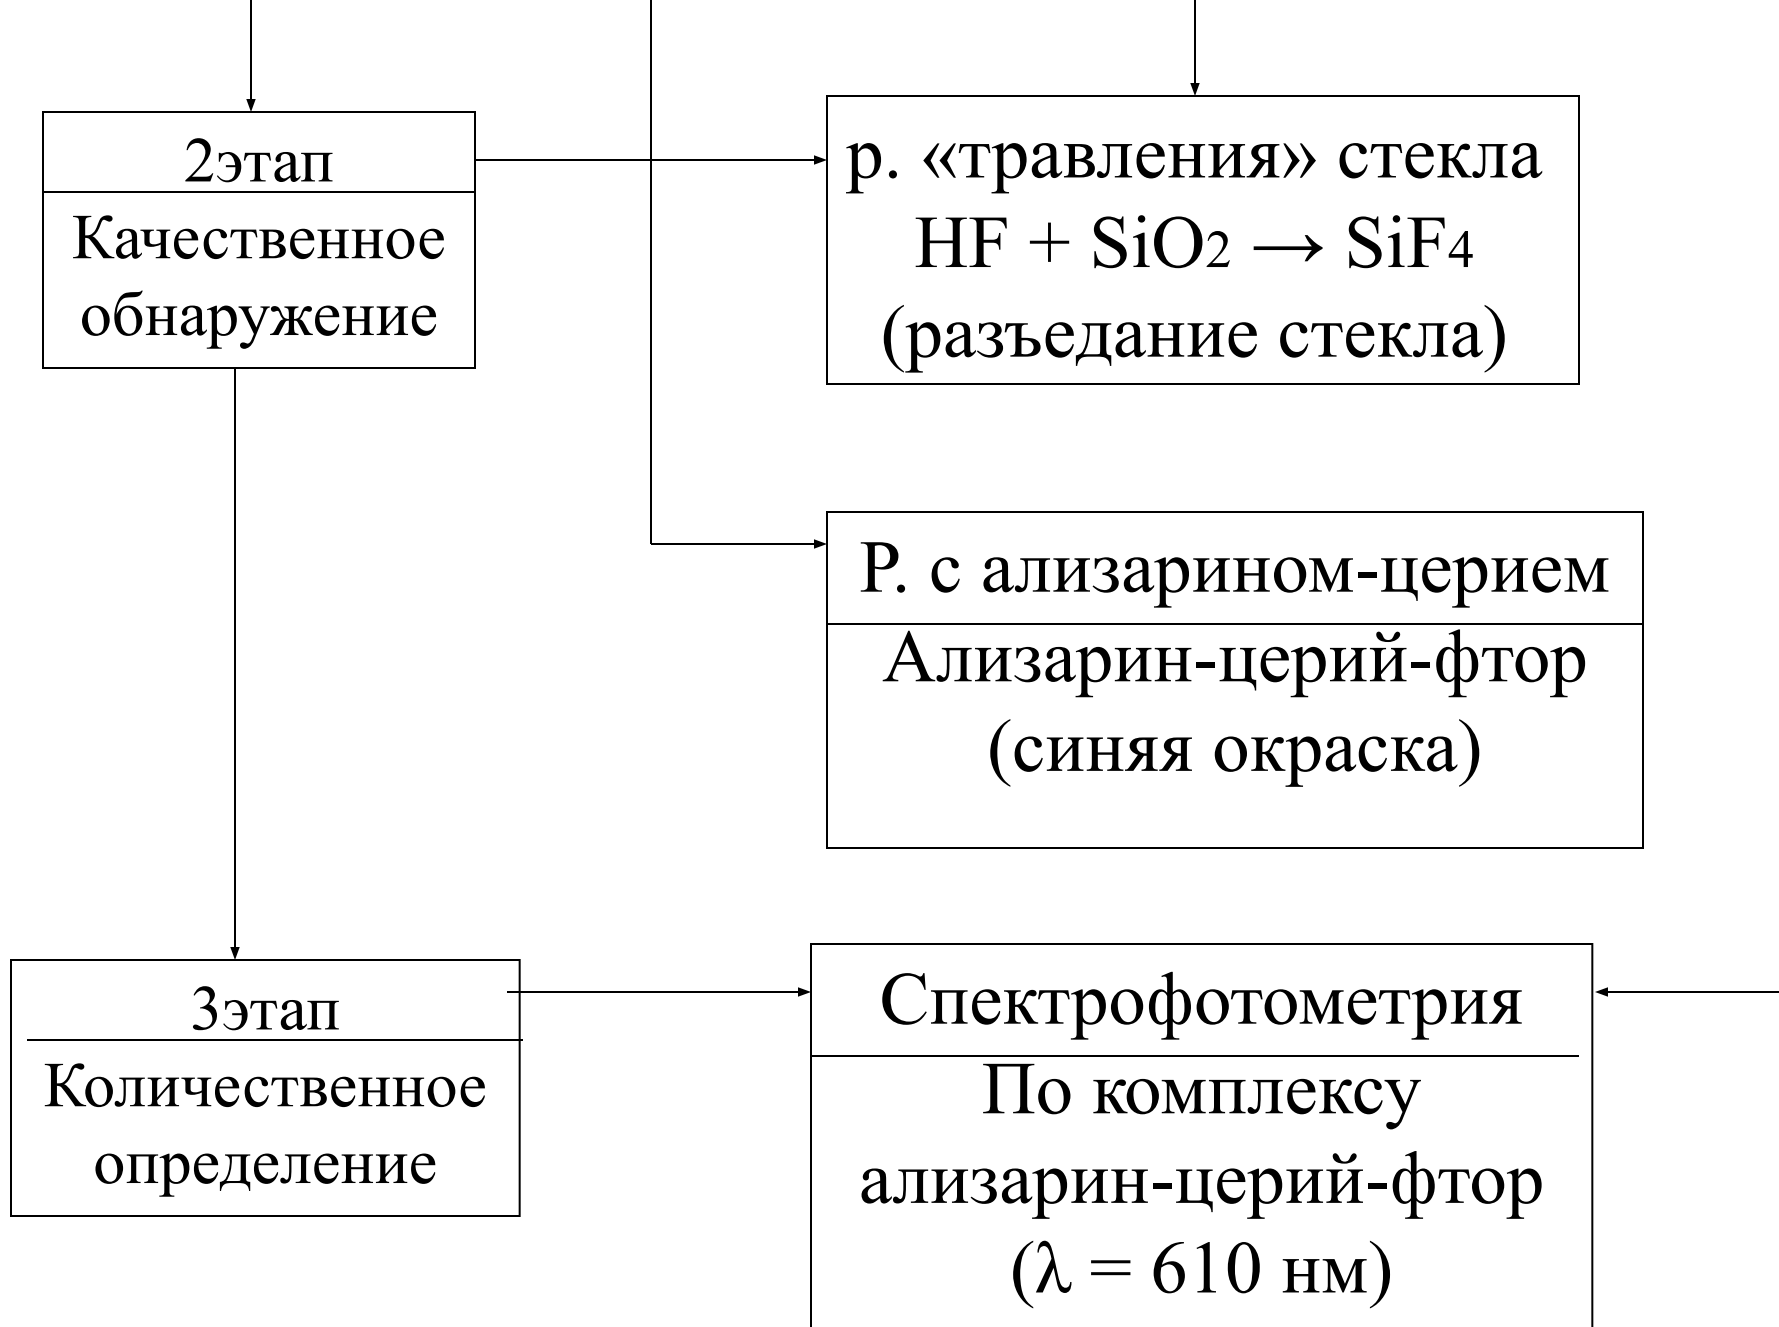 2этап
Качественное
обнаружение
р. «травления» стекла
HF + SiO2 → SiF4
(разъедание стекла)
Р. с ализарином-церием
Ализарин-церий-фтор
(синяя окраска)
3этап
Количественное
определение
Спектрофотометрия
По комплексу
ализарин-церий-фтор
(λ = 610 нм)